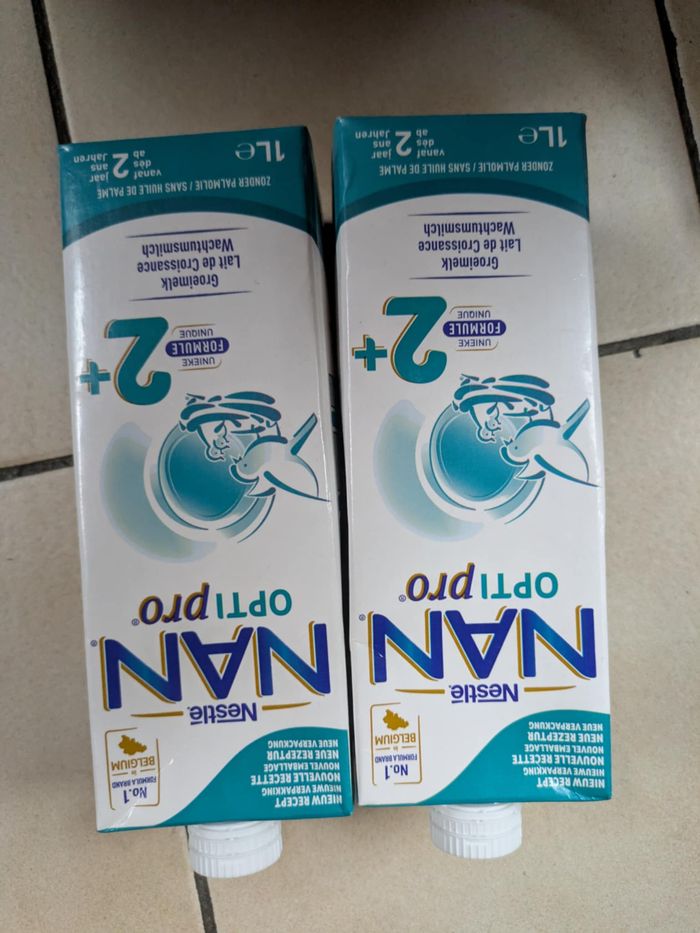 NIEUW RECEPT
NIEUWE VERPAKKING
NOUVELLE RECETTE
NOUVEL EMBALLAGE
NEUE REZEPTUR
NEUE VERPACKUNG
No.1
FORMULA BRAND
in
BELGIUM
Nestlé®
NAN®
OPTIpro®
UNIEKE
FORMULE
UNIQUE
2+
Groeimelk
Lait de Croissance
Wachtumsmilch
ZONDER PALMOLIE / SANS HUILE DE PALME
vanaf 2 jaar
dès 2 ans
ab 2 Jahren
1L e
NIEUW RECEPT
NIEUWE VERPAKKING
NOUVELLE RECETTE
NOUVEL EMBALLAGE
NEUE REZEPTUR
NEUE VERPACKUNG
No.1
FORMULA BRAND
in
BELGIUM
Nestlé®
NAN®
OPTIpro®
UNIEKE
FORMULE
UNIQUE
2+
Groeimelk
Lait de Croissance
Wachtumsmilch
ZONDER PALMOLIE / SANS HUILE DE PALME
vanaf 2 jaar
dès 2 ans
ab 2 Jahren
1L e